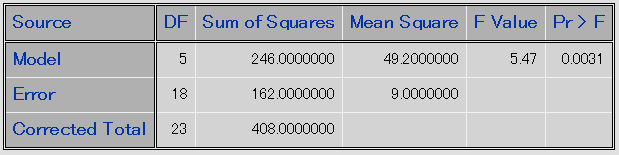 Source DF Sum of Squares Mean Square F Value Pr > F
Model 5 246.0000000 49.2000000 5.47 0.0031
Error 18 162.0000000 9.0000000
Corrected Total 23 408.0000000